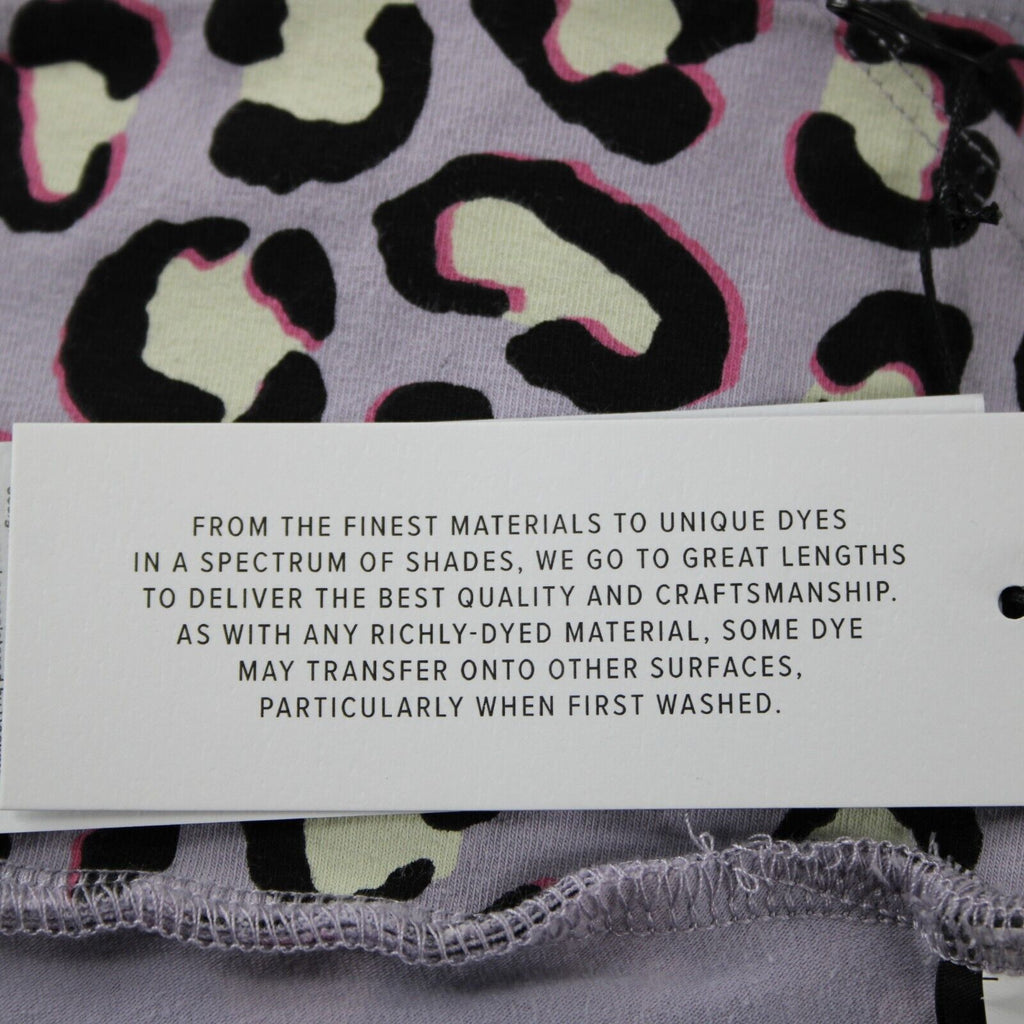 FROM THE FINEST MATERIALS TO UNIQUE DYES
IN A SPECTRUM OF SHADES, WE GO TO GREAT LENGTHS
TO DELIVER THE BEST QUALITY AND CRAFTSMANSHIP.
AS WITH ANY RICHLY-DYED MATERIAL, SOME DYE
MAY TRANSFER ONTO OTHER SURFACES,
PARTICULARLY WHEN FIRST WASHED.